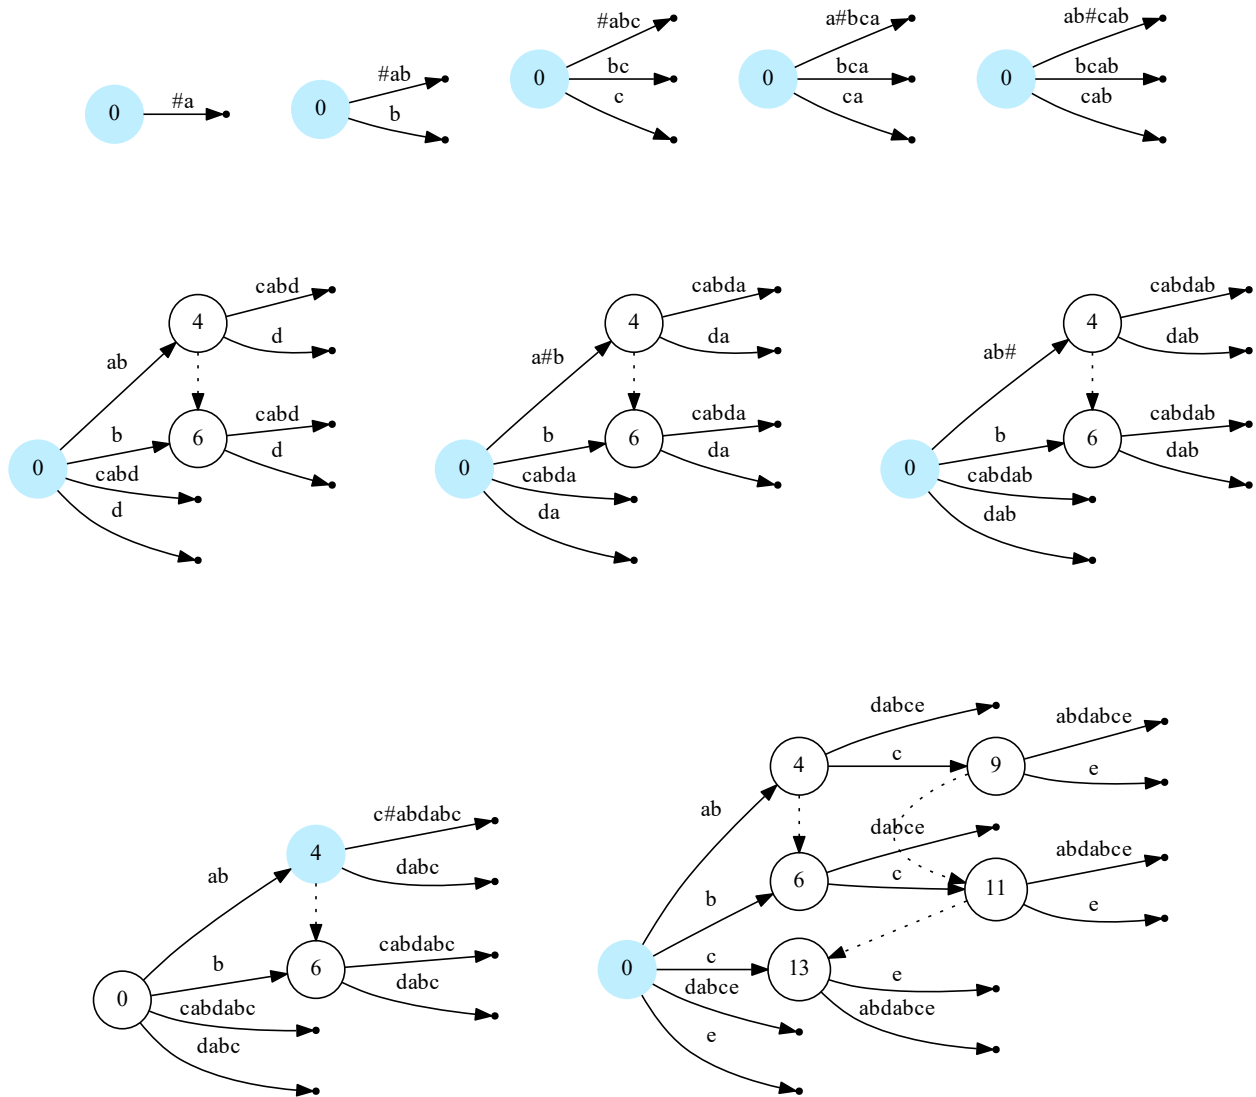 0 #a
0 #ab b
0 #abc bc c
0 a#bca bca ca
0 ab#cab bcab cab
0 ab b cabd d 4 cabd d 6 cabd d
0 a#b b cabda da 4 cabda da 6 cabda da
0 ab# b cabdab dab 4 cabdab dab 6 cabdab dab
0 ab b cabdabc dabc 4 c#abdabc dabc 6 cabdabc dabc
0 ab b c dabce e 4 dabce c 6 dabce c 13 e abdabce 9 abdabce e 11 abdabce e